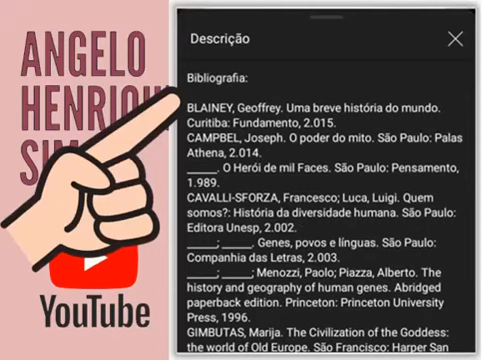 ANGELO
HENRIQU
SIM
YouTube
Descrição
Bibliografia:
BLAINEY, Geoffrey. Uma breve história do mundo.
Curitiba: Fundamento, 2.015.
CAMPBEL, Joseph. O poder do mito. São Paulo: Palas
Athena, 2.014.
_____. O Herói de mil Faces. São Paulo: Pensamento,
1.989.
CAVALLI-SFORZA, Francesco; Luca, Luigi. Quem
somos?: História da diversidade humana. São Paulo:
Editora Unesp, 2.002.
_____; _____. Genes, povos e línguas. São Paulo:
Companhia das Letras, 2.003.
_____; _____; Menozzi, Paolo; Piazza, Alberto. The
history and geography of human genes. Abridged
paperback edition. Princeton: Princeton University
Press, 1996.
GIMBUTAS, Marija. The Civilization of the Goddess:
the world of Old Europe. São Francisco: Harper San